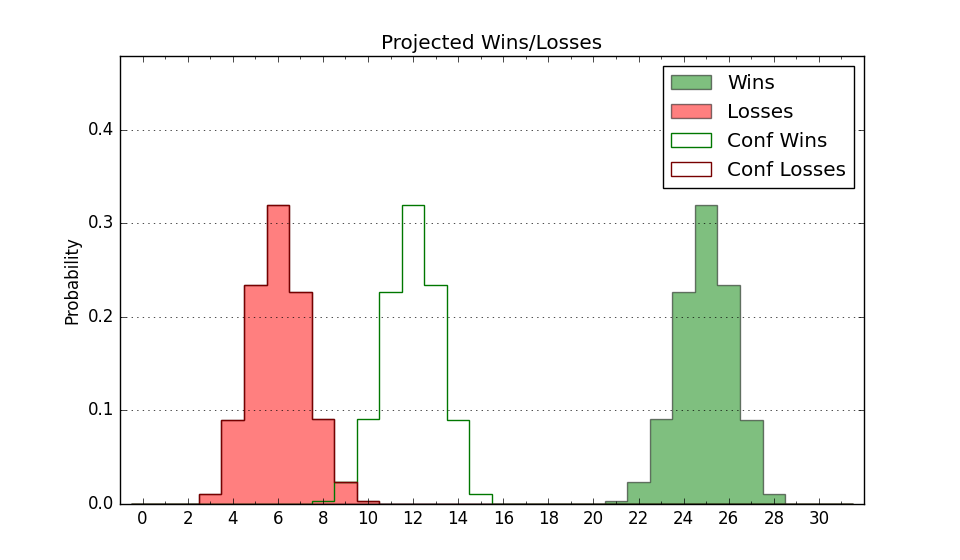 Projected Wins/Losses
Wins
Losses
Conf Wins
Conf Losses
Probability
0.4
0.3
0.2
0.1
0.0
0 2 4 6 8 10 12 14 16 18 20 22 24 26 28 30